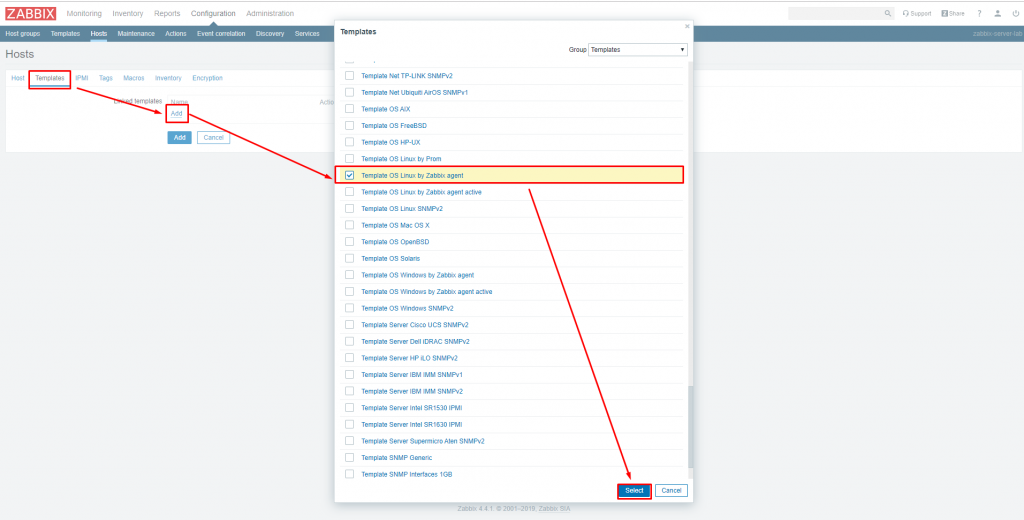 ZABBIX Monitoring Inventory Reports Configuration Administration Support Share ?
Host groups Templates Hosts Maintenance Actions Event correlation Discovery Services zabbix-server-lab
Hosts
Host Templates IPMI Tags Macros Inventory Encryption
Linked templates Name Actio
Add
Add Cancel
Templates
Group Templates
Template Net TP-LINK SNMPv2
Template Net Ubiquiti AirOS SNMPv1
Template OS AIX
Template OS FreeBSD
Template OS HP-UX
Template OS Linux by Prom
Template OS Linux by Zabbix agent
Template OS Linux by Zabbix agent active
Template OS Linux SNMPv2
Template OS Mac OS X
Template OS OpenBSD
Template OS Solaris
Template OS Windows by Zabbix agent
Template OS Windows by Zabbix agent active
Template OS Windows SNMPv2
Template Server Cisco UCS SNMPv2
Template Server Dell iDRAC SNMPv2
Template Server HP iLO SNMPv2
Template Server IBM IMM SNMPv1
Template Server IBM IMM SNMPv2
Template Server Intel SR1530 IPMI
Template Server Intel SR1630 IPMI
Template Server Supermicro Aten SNMPv2
Template SNMP Generic
Template SNMP Interfaces 1GB
Select Cancel
Zabbix 4.4.1. © 2001–2019, Zabbix SIA